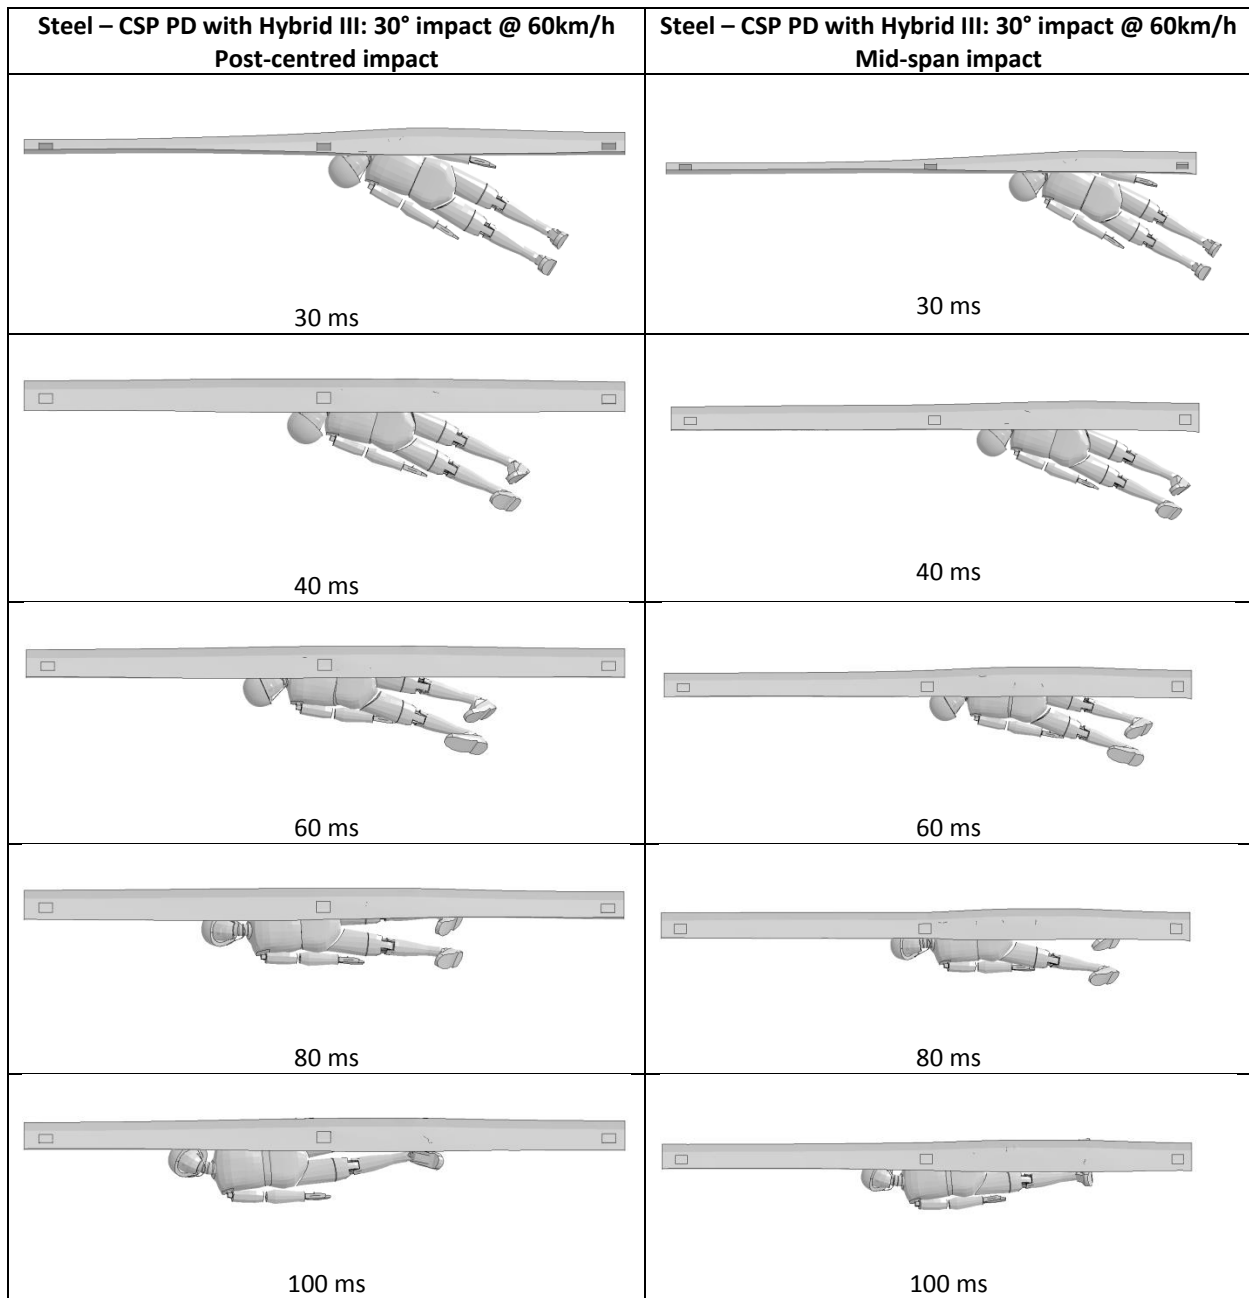 Steel – CSP PD with Hybrid III: 30° impact @ 60km/h
Post-centred impact
Steel – CSP PD with Hybrid III: 30° impact @ 60km/h
Mid-span impact
30 ms
30 ms
40 ms
40 ms
60 ms
60 ms
80 ms
80 ms
100 ms
100 ms